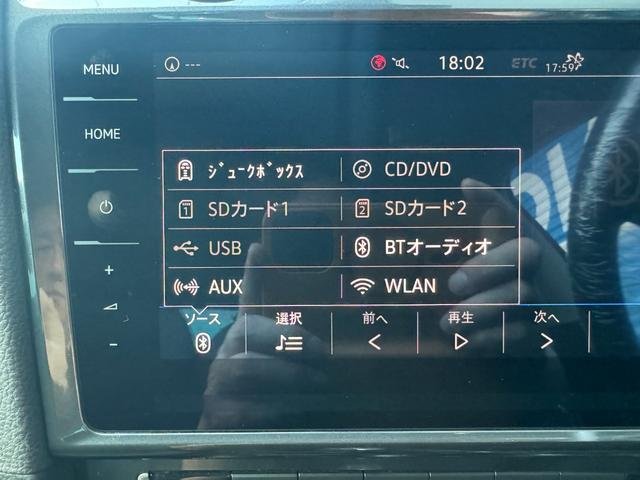 MENU
--- 18:02 ETC 17:59
HOME
ジュークボックス CD/DVD
1 SDカード1 2 SDカード2
USB BTオーディオ
AUX WLAN
+
-
ソース 選択 前へ 再生 次へ